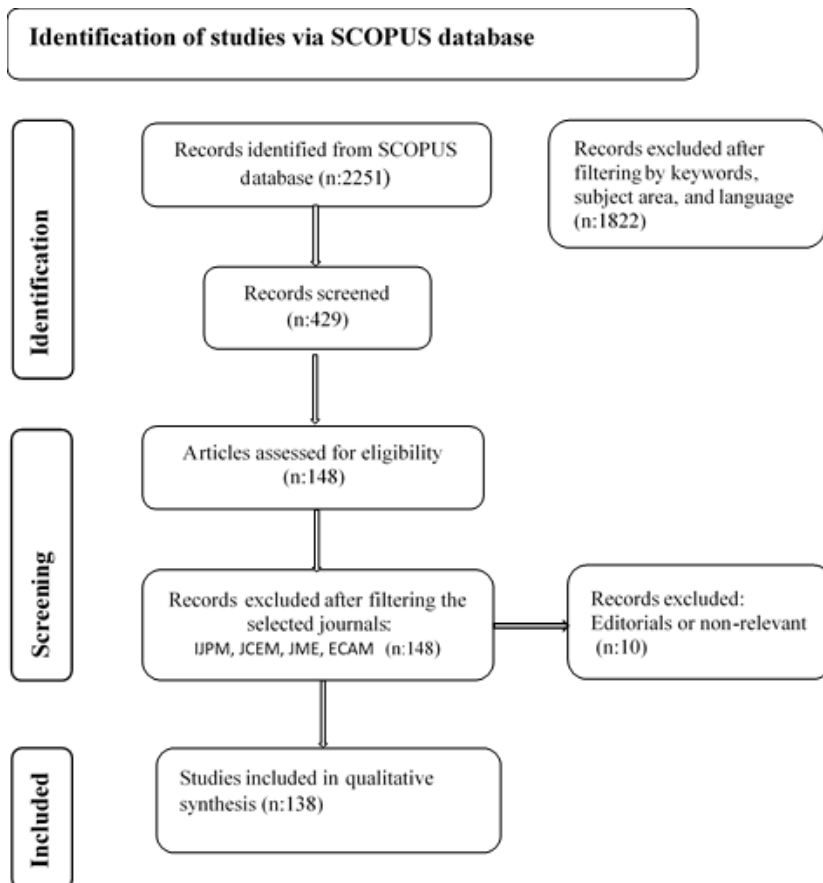 Identification of studies via SCOPUS database
Identification
Records identified from SCOPUS
database (n:2251)
Records excluded after
filtering by keywords,
subject area, and language
(n:1822)
Records screened
(n:429)
Screening
Articles assessed for eligibility
(n:148)
Records excluded after filtering the
selected journals:
IJPM, JCEM, JME, ECAM (n:148)
Records excluded:
Editorials or non-relevant
(n:10)
Included
Studies included in qualitative
synthesis (n:138)